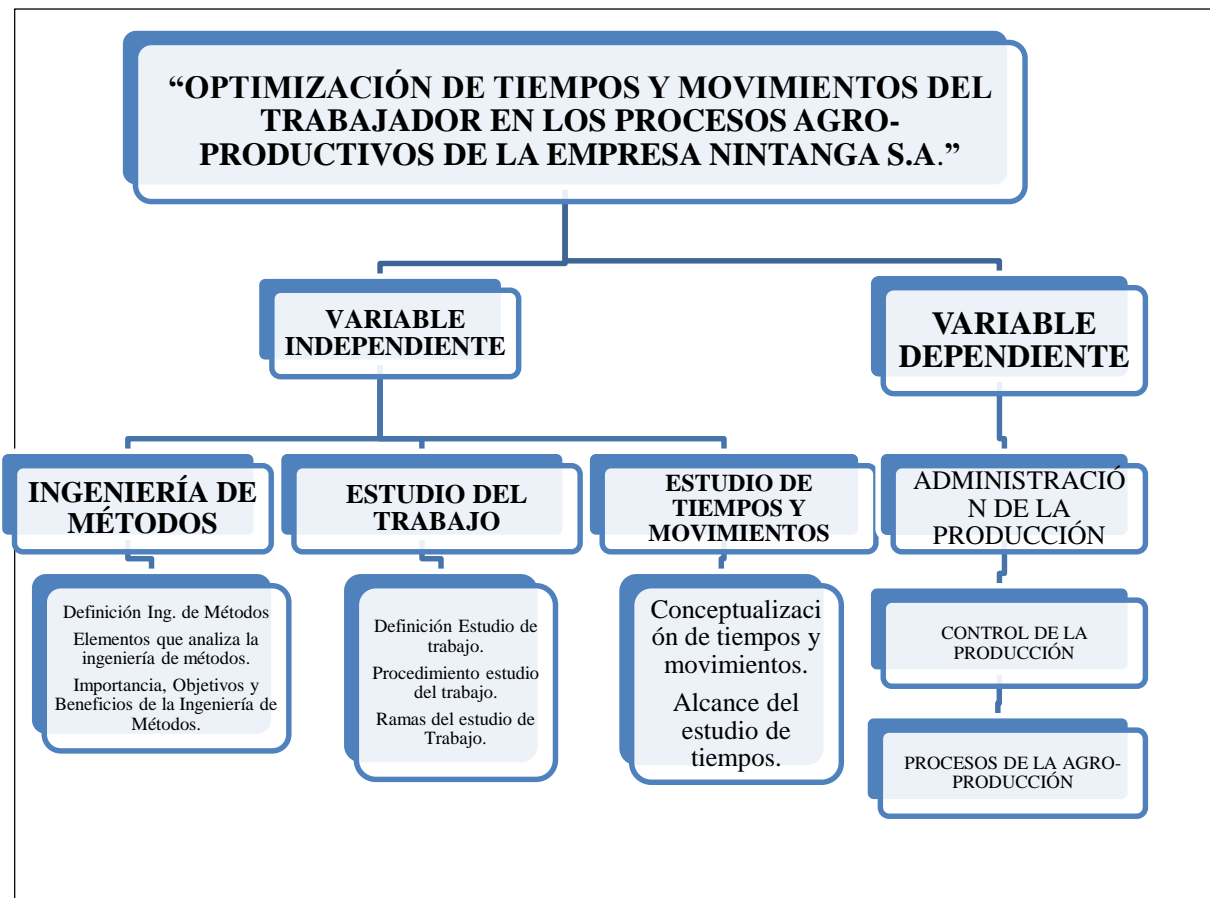 “OPTIMIZACIÓN DE TIEMPOS Y MOVIMIENTOS DEL
TRABAJADOR EN LOS PROCESOS AGRO-
PRODUCTIVOS DE LA EMPRESA NINTANGA S.A.”
VARIABLE
INDEPENDIENTE
VARIABLE
DEPENDIENTE
INGENIERÍA DE
MÉTODOS
ESTUDIO DEL
TRABAJO
ESTUDIO DE
TIEMPOS Y
MOVIMIENTOS
ADMINISTRACIÓ
N DE LA
PRODUCCIÓN
Definición Ing. de Métodos
Elementos que analiza la
ingeniería de métodos.
Importancia, Objetivos y
Beneficios de la Ingeniería de
Métodos.
Definición Estudio de
trabajo.
Procedimiento estudio
del trabajo.
Ramas del estudio de
Trabajo.
Conceptualizaci
ón de tiempos y
movimientos.
Alcance del
estudio de
tiempos.
CONTROL DE LA
PRODUCCIÓN
PROCESOS DE LA AGRO-
PRODUCCIÓN